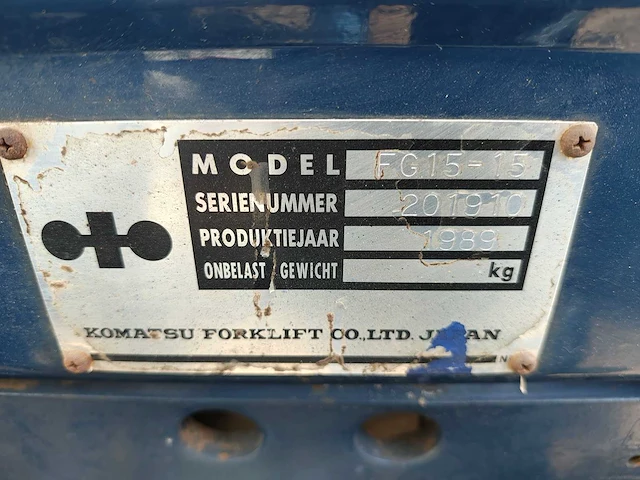 MODEL FG15-15
SERIENUMMER 201910
PRODUKTIEJAAR 1989
ONBELAST GEWICHT kg
KOMATSU FORKLIFT CO.,LTD. JAPAN